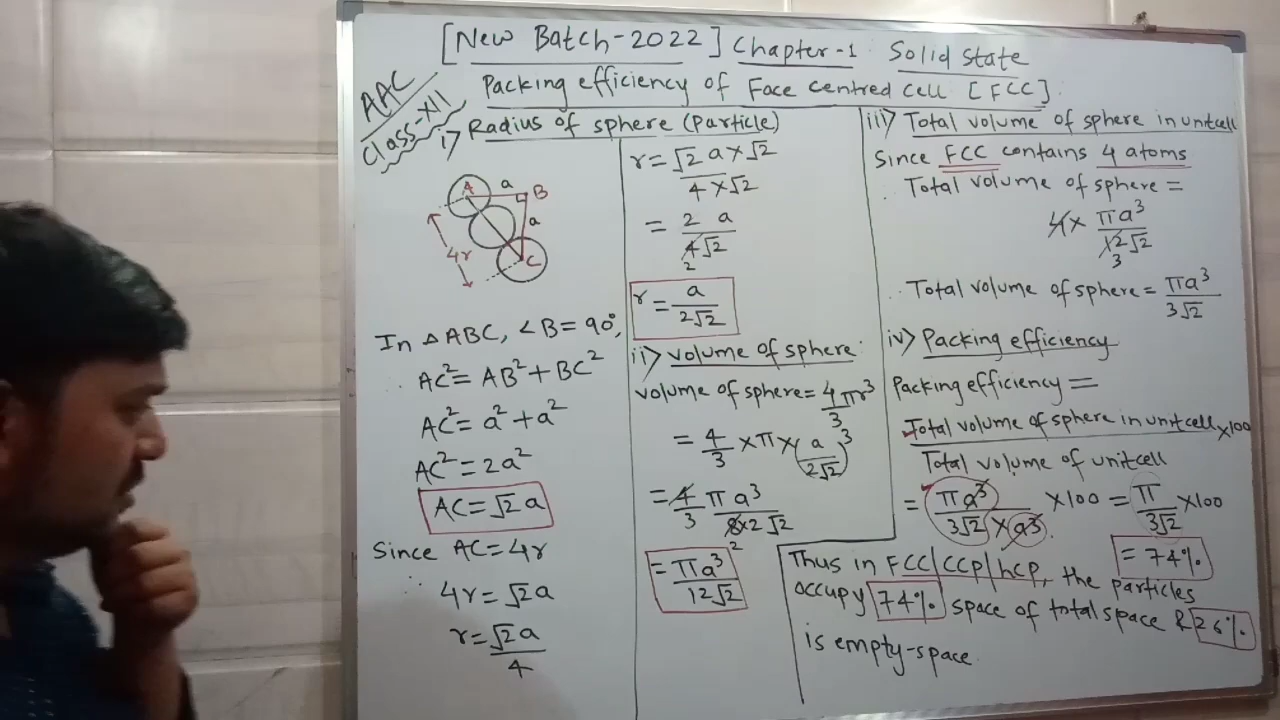 [New Batch-2022] Chapter-1 Solid State
AAC
Class-XII
Packing efficiency of Face centred cell [FCC]
i) Radius of sphere (Particle)
A a B
a
4r
C
In △ABC, ∠B = 90°,
∴ AC² = AB² + BC²
AC² = a² + a²
AC² = 2a²
AC = √2 a
Since AC = 4r
∴ 4r = √2 a
r = √2 a / 4
r = √2 a × √2 / 4 × √2
= 2 a / 4√2
2
r = a / 2√2
ii) volume of sphere
volume of sphere = 4/3 πr³
= 4/3 × π × (a / 2√2)³
= 4/3 πa³ / 8×2√2
2
= πa³ / 12√2
iii) Total volume of sphere in unitcell
Since FCC contains 4 atoms
∴ Total volume of sphere =
4 × πa³ / 12√2
3
∴ Total volume of sphere = πa³ / 3√2
iv) Packing efficiency
Packing efficiency =
Total volume of sphere in unitcell × 100
Total volume of unitcell
= πa³ / 3√2 × a³ × 100 = π / 3√2 × 100
= 74%
Thus in FCC|CCP|hcp, the particles
occupy 74% space of total space & 26%
is empty-space.